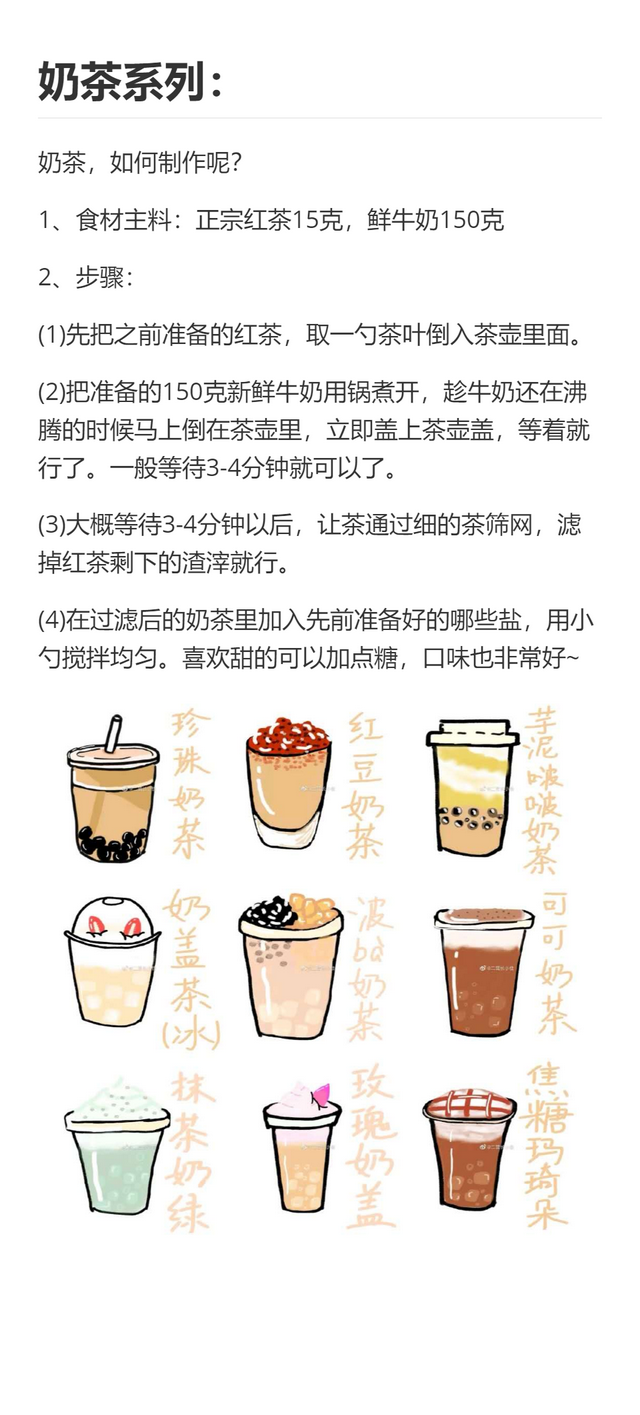 奶茶系列：
奶茶，如何制作呢？
1、食材主料：正宗红茶15克，鲜牛奶150克
2、步骤：
(1)先把之前准备的红茶，取一勺茶叶倒入茶壶里面。
(2)把准备的150克新鲜牛奶用锅煮开，趁牛奶还在沸
腾的时候马上倒在茶壶里，立即盖上茶壶盖，等着就
行了。一般等待3-4分钟就可以了。
(3)大概等待3-4分钟以后，让茶通过细的茶筛网，滤
掉红茶剩下的渣滓就行。
(4)在过滤后的奶茶里加入先前准备好的哪些盐，用小
勺搅拌均匀。喜欢甜的可以加点糖，口味也非常好~
珍珠奶茶
红豆奶茶
芋泥啵啵奶茶
奶盖茶(冰)
波bà奶茶
可可奶茶
抹茶奶绿
玫瑰奶盖
焦糖玛琦朵